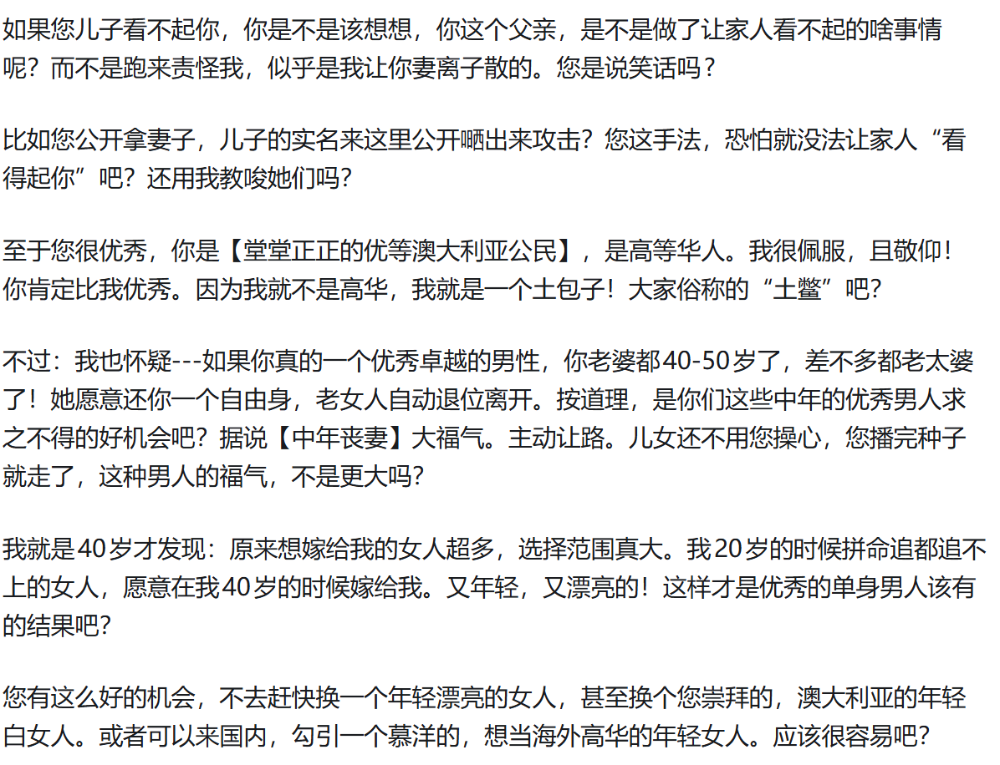 如果您儿子看不起你，你是不是该想想，你这个父亲，是不是做了让家人看不起的啥事情
呢？而不是跑来责怪我，似乎是我让你妻离子散的。您是说笑话吗？
比如您公开拿妻子，儿子的实名来这里公开嗮出来攻击？您这手法，恐怕就没法让家人“看
得起你”吧？还用我教唆她们吗？
至于您很优秀，你是【堂堂正正的优等澳大利亚公民】，是高等华人。我很佩服，且敬仰！
你肯定比我优秀。因为我就不是高华，我就是一个土包子！大家俗称的“土鳖”吧？
不过：我也怀疑---如果你真的一个优秀卓越的男性，你老婆都40-50岁了，差不多都老太婆
了！她愿意还你一个自由身，老女人自动退位离开。按道理，是你们这些中年的优秀男人求
之不得的好机会吧？据说【中年丧妻】大福气。主动让路。儿女还不用您操心，您播完种子
就走了，这种男人的福气，不是更大吗？
我就是40岁才发现：原来想嫁给我的女人超多，选择范围真大。我20岁的时候拼命追都追不
上的女人，愿意在我40岁的时候嫁给我。又年轻，又漂亮的！这样才是优秀的单身男人该有
的结果吧？
您有这么好的机会，不去赶快换一个年轻漂亮的女人，甚至换个您崇拜的，澳大利亚的年轻
白女人。或者可以来国内，勾引一个慕洋的，想当海外高华的年轻女人。应该很容易吧？